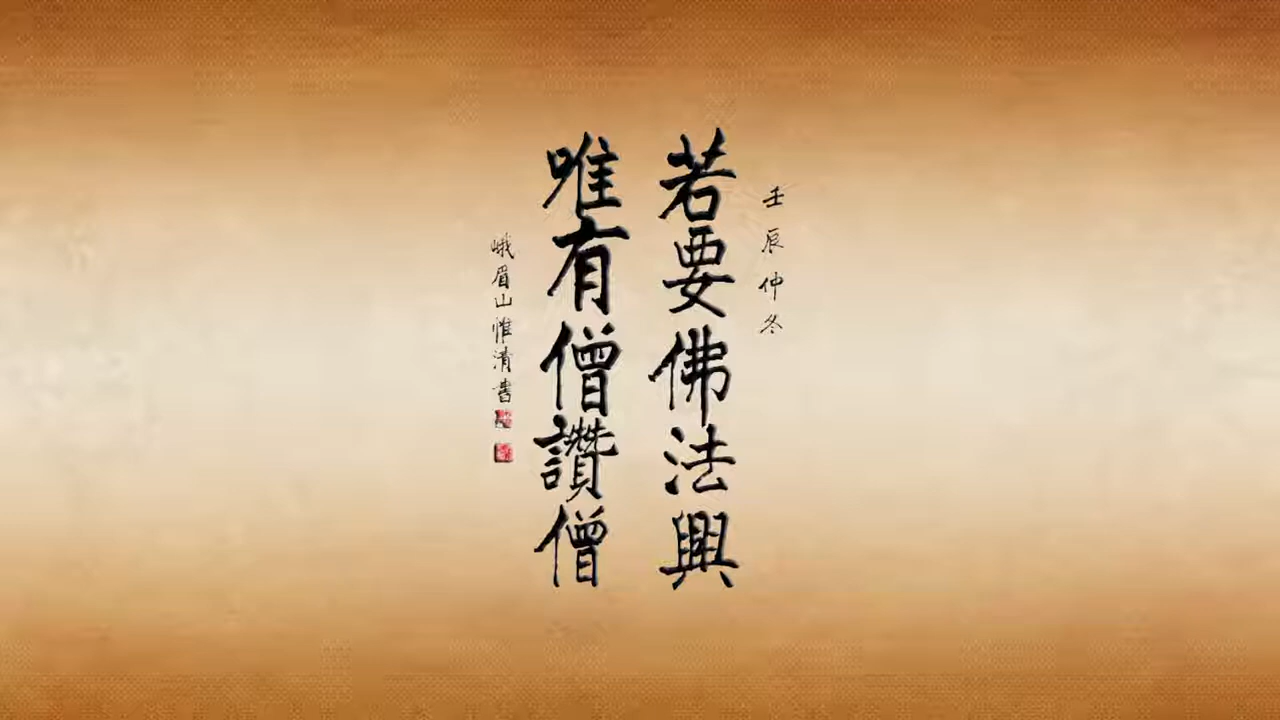 壬辰仲冬
若要佛法興
唯有僧讚僧
峨眉山惟清書